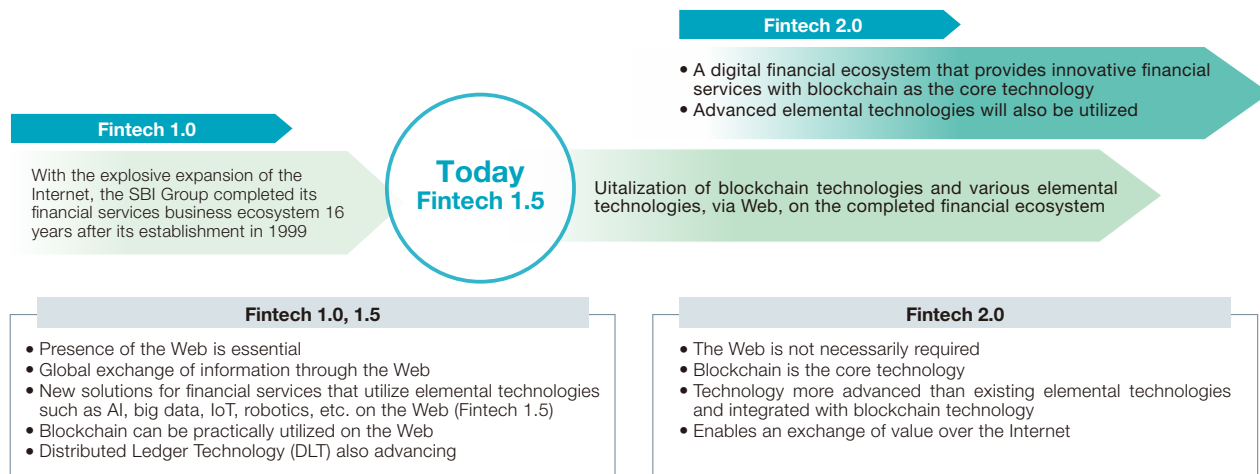 Fintech 2.0
• A digital financial ecosystem that provides innovative financial
services with blockchain as the core technology
• Advanced elemental technologies will also be utilized
Fintech 1.0
With the explosive expansion of the
Internet, the SBI Group completed its
financial services business ecosystem 16
years after its establishment in 1999
Today
Fintech 1.5
Uitalization of blockchain technologies and various elemental
technologies, via Web, on the completed financial ecosystem
Fintech 1.0, 1.5
• Presence of the Web is essential
• Global exchange of information through the Web
• New solutions for financial services that utilize elemental technologies
such as AI, big data, IoT, robotics, etc. on the Web (Fintech 1.5)
• Blockchain can be practically utilized on the Web
• Distributed Ledger Technology (DLT) also advancing
Fintech 2.0
• The Web is not necessarily required
• Blockchain is the core technology
• Technology more advanced than existing elemental technologies
and integrated with blockchain technology
• Enables an exchange of value over the Internet